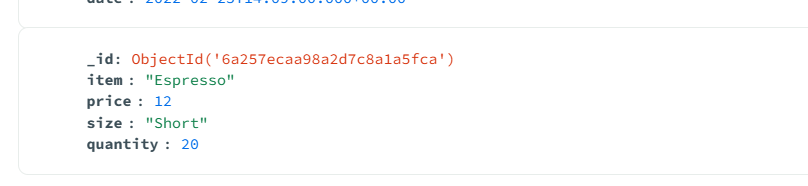 _id: ObjectId('6a257ecaa98a2d7c8a1a5fca')
item : "Espresso"
price : 12
size : "Short"
quantity : 20